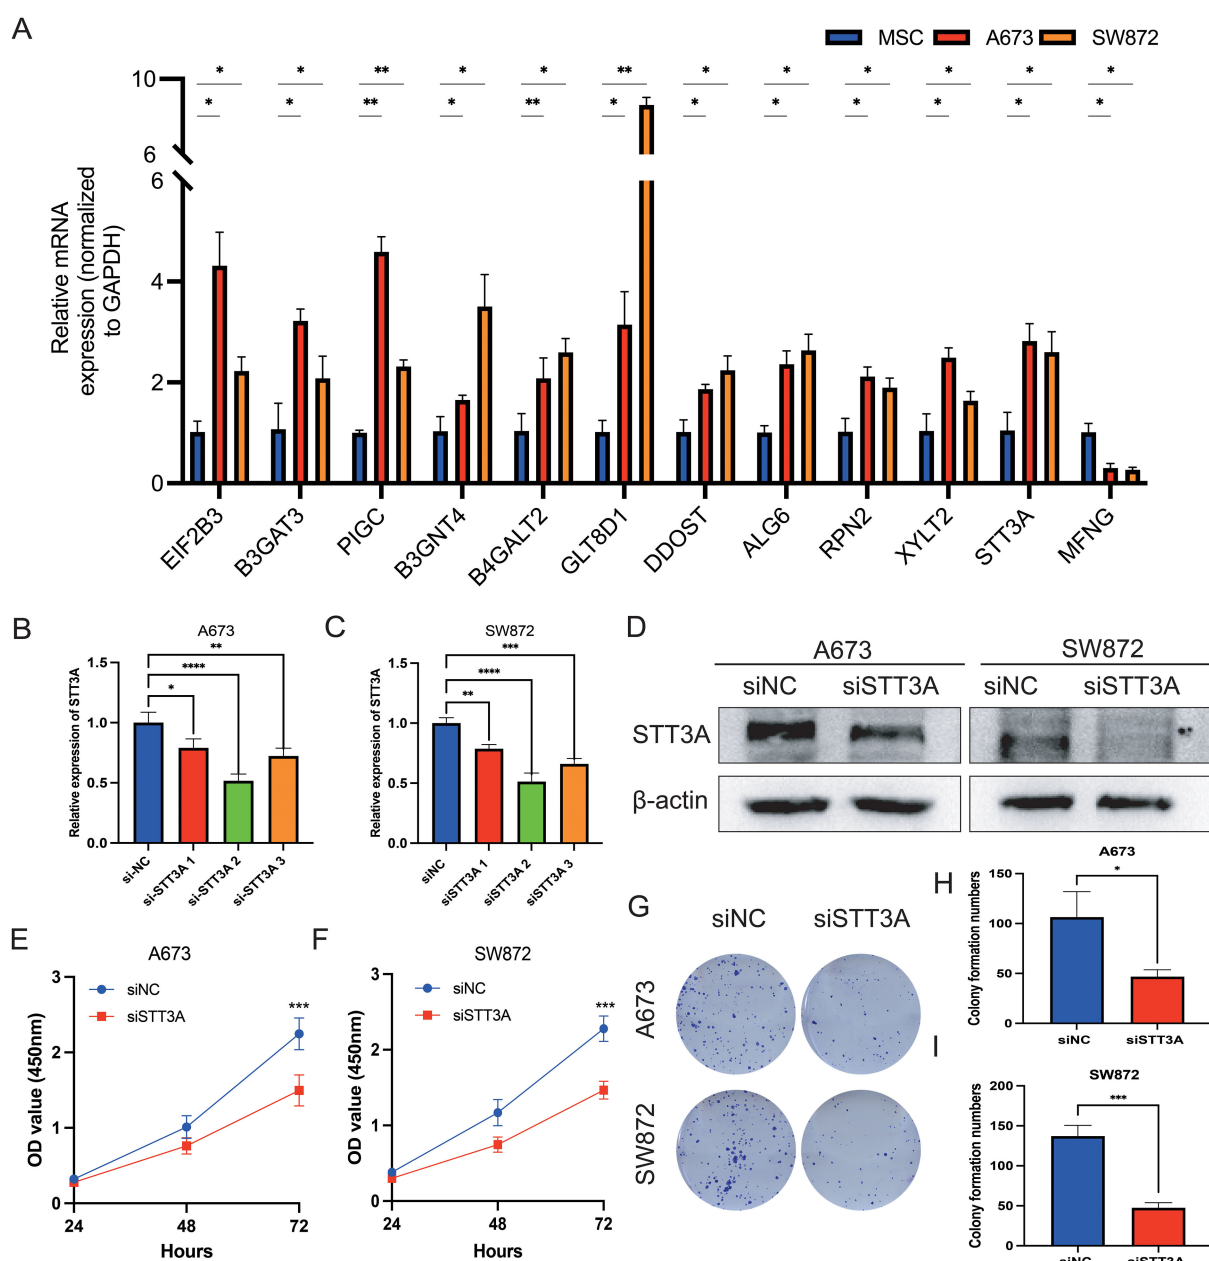 A
MSC A673 SW872
* * ** * * ** * * * * * *
* * ** * ** * * * * * * *
10
6
6
4
2
0
Relative mRNA
expression (normalized
to GAPDH)
EIF2B3 B3GAT3 PIGC B3GNT4 B4GALT2 GLT8D1 DDOST ALG6 RPN2 XYLT2 STT3A MFNG
B
A673
**
****
*
1.5
1.0
0.5
0.0
Relative expression of STT3A
si-NC si-STT3A 1 si-STT3A 2 si-STT3A 3
C
SW872
***
****
**
1.5
1.0
0.5
0.0
Relative expression of STT3A
siNC siSTT3A 1 siSTT3A 2 siSTT3A 3
D
A673 SW872
siNC siSTT3A siNC siSTT3A
STT3A
β-actin
E
A673
siNC
siSTT3A
***
3
2
1
0
OD value (450nm)
24 48 72
Hours
F
SW872
siNC
siSTT3A
***
3
2
1
0
OD value (450nm)
24 48 72
Hours
G
siNC siSTT3A
A673
SW872
H
A673
*
150
100
50
0
Colony formation numbers
siNC siSTT3A
I
SW872
***
200
150
100
50
0
Colony formation numbers
siNC siSTT3A